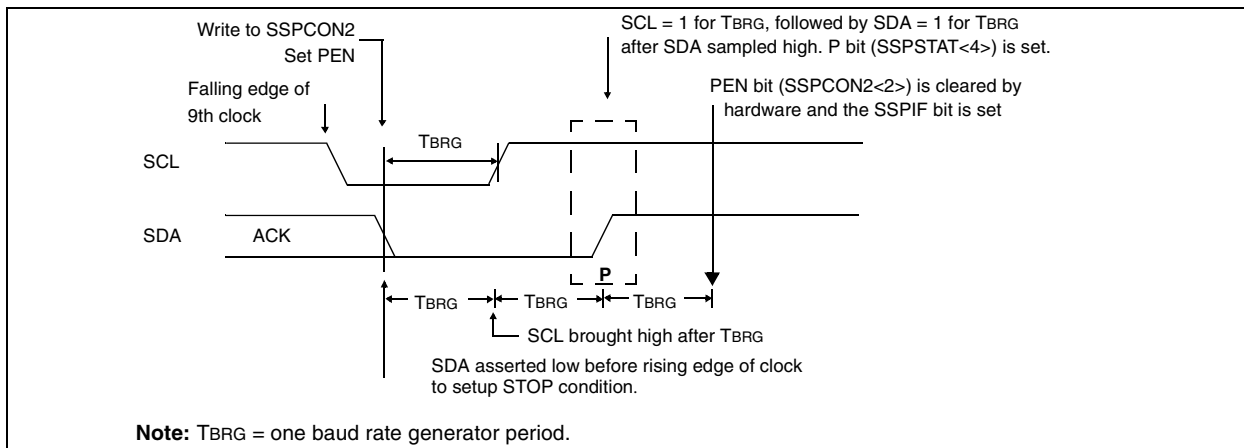 Write to SSPCON2
Set PEN
SCL = 1 for TBRG, followed by SDA = 1 for TBRG
after SDA sampled high. P bit (SSPSTAT<4>) is set.
Falling edge of
9th clock
PEN bit (SSPCON2<2>) is cleared by
hardware and the SSPIF bit is set
TBRG
SCL
SDA
ACK
P
TBRG
TBRG
TBRG
SCL brought high after TBRG
SDA asserted low before rising edge of clock
to setup STOP condition.
Note: TBRG = one baud rate generator period.